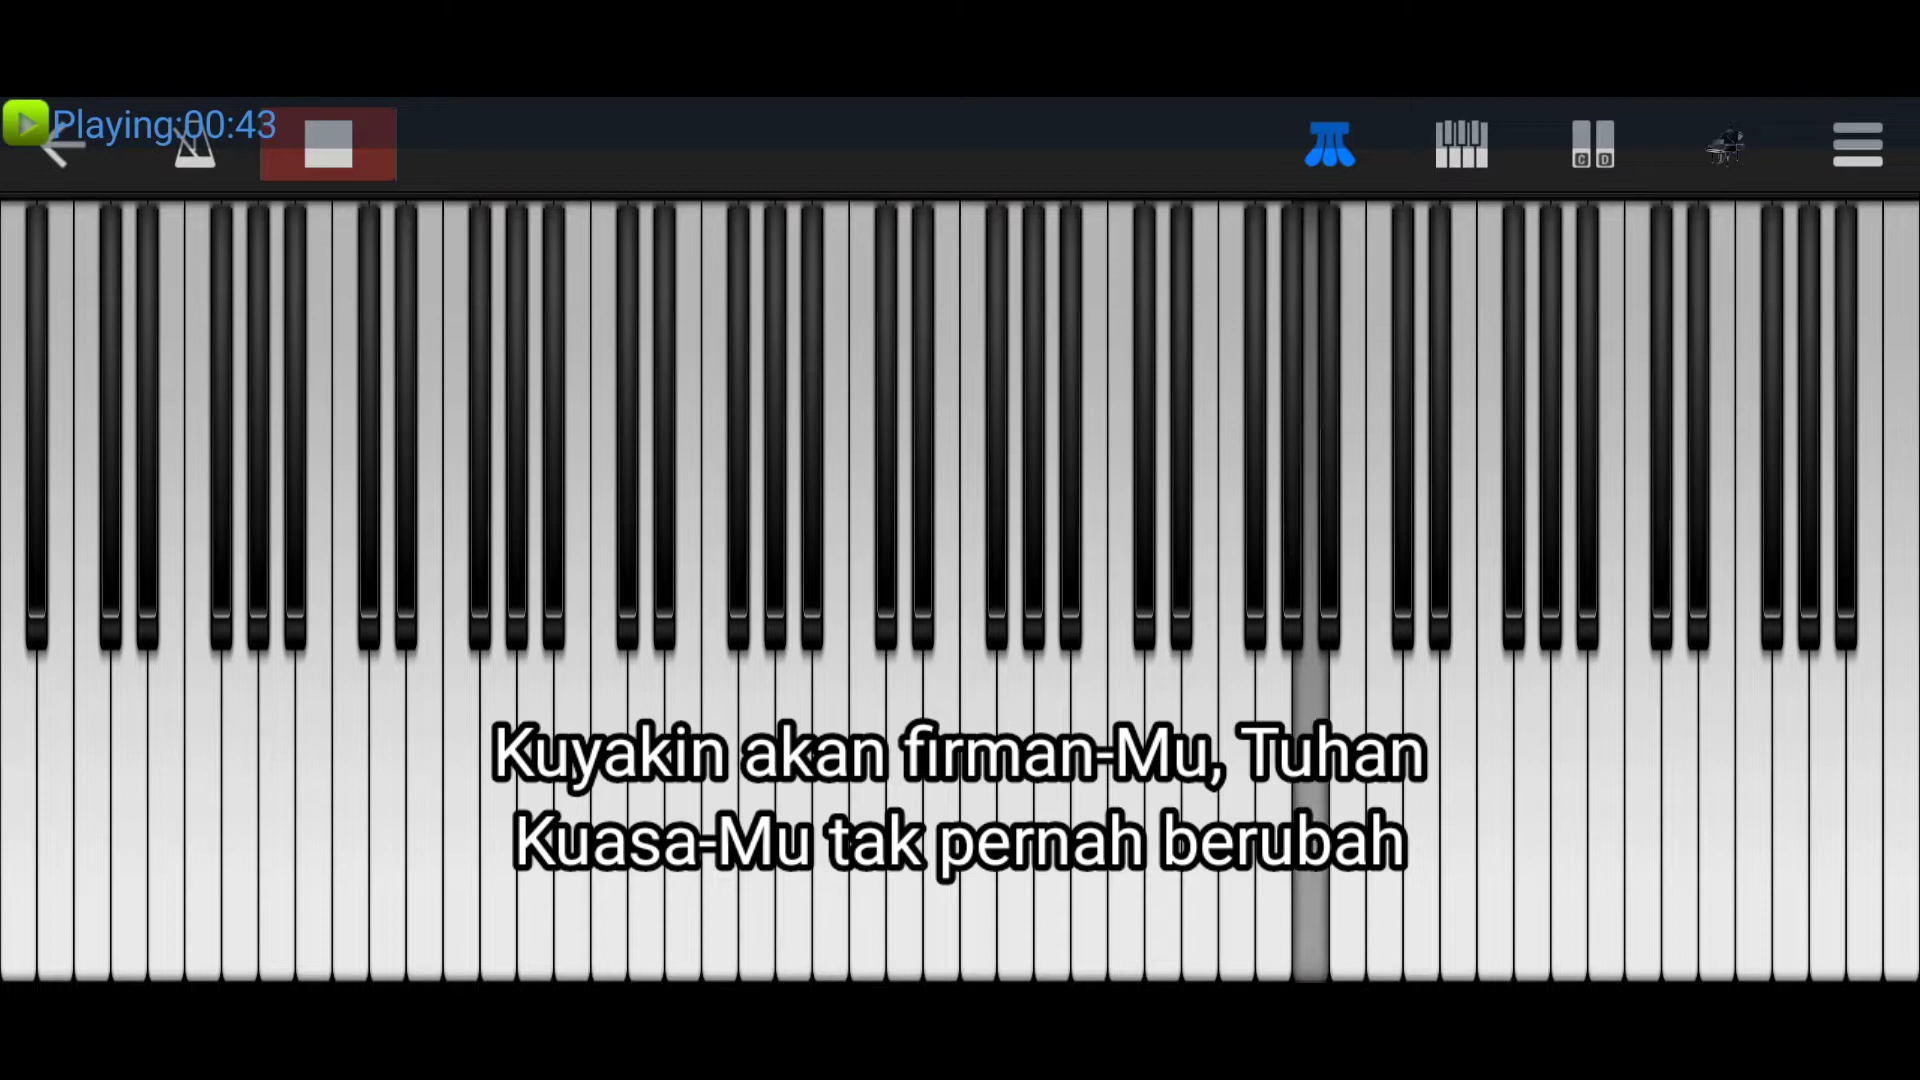 Playing:00:43
C D
Kuyakin akan firman-Mu, Tuhan
Kuasa-Mu tak pernah berubah